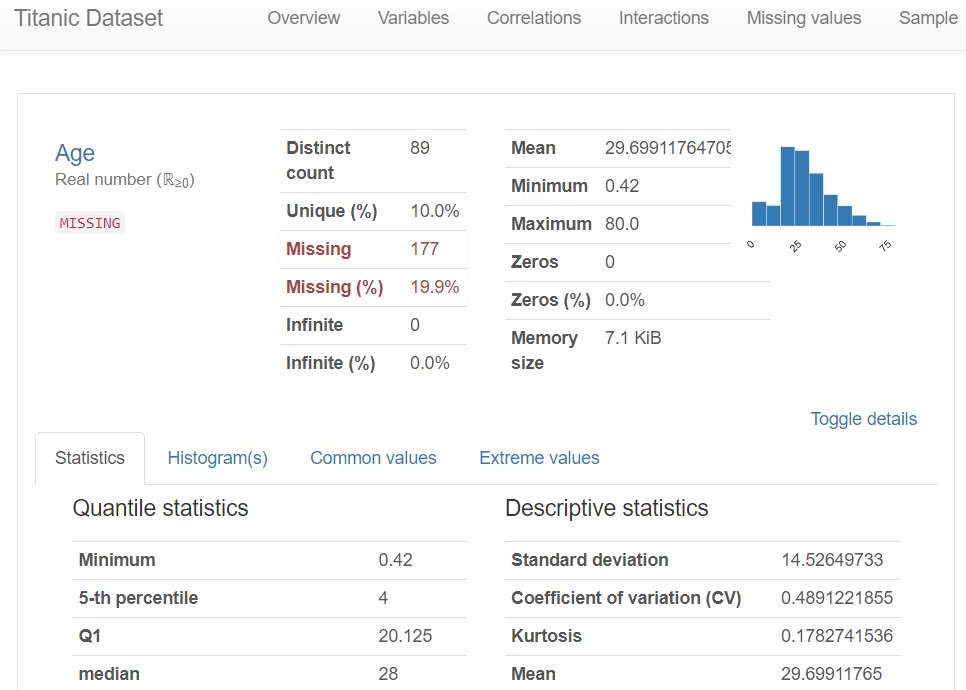 Titanic Dataset Overview Variables Correlations Interactions Missing values Sample
Age
Real number (ℝ≥0)
MISSING
Distinct count 89
Unique (%) 10.0%
Missing 177
Missing (%) 19.9%
Infinite 0
Infinite (%) 0.0%
Mean 29.69911764705
Minimum 0.42
Maximum 80.0
Zeros 0
Zeros (%) 0.0%
Memory size 7.1 KiB
0 25 50 75
Toggle details
Statistics Histogram(s) Common values Extreme values
Quantile statistics
Minimum 0.42
5-th percentile 4
Q1 20.125
median 28
Descriptive statistics
Standard deviation 14.52649733
Coefficient of variation (CV) 0.4891221855
Kurtosis 0.1782741536
Mean 29.69911765